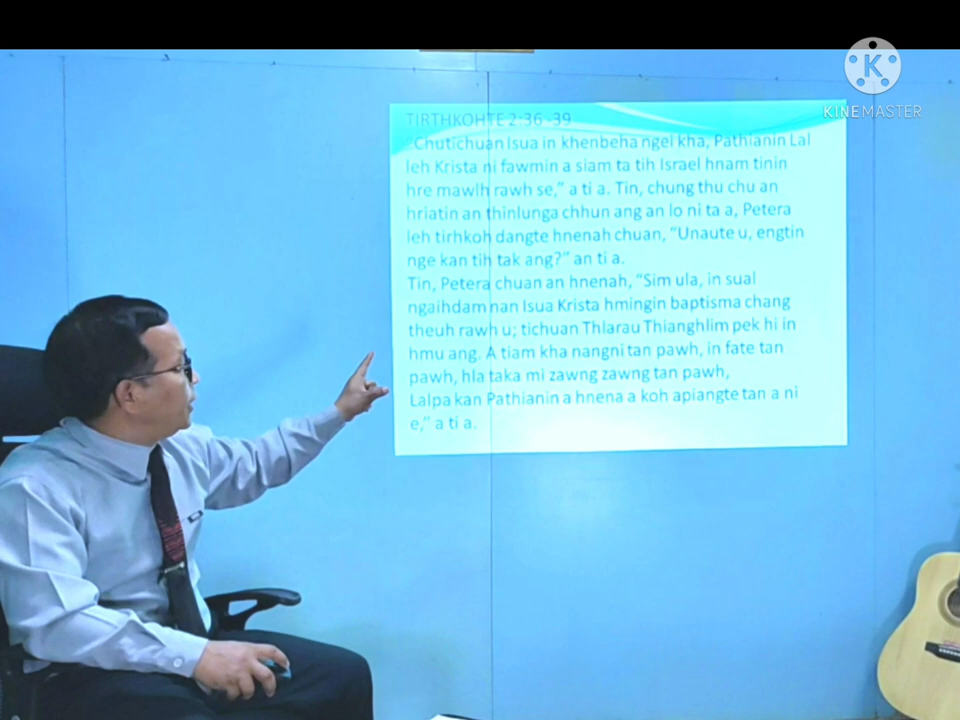 KINEMASTER
TIRTHKOHTE 2:36 -39
"Chutichuan Isua in khenbeha ngei kha, Pathianin Lal
leh Krista ni fawmin a siam ta tih Israel hnam tinin
hre mawlh rawh se," a ti a. Tin, chung thu chu an
hriatin an thinlunga chhun ang an lo ni ta a, Petera
leh tirhkoh dangte hnenah chuan, "Unaute u, engtin
nge kan tih tak ang?" an ti a.
Tin, Petera chuan an hnenah, "Sim ula, in sual
ngaihdam nan Isua Krista hmingin baptisma chang
theuh rawh u; tichuan Thlarau Thianghlim pek hi in
hmu ang. A tiam kha nangni tan pawh, in fate tan
pawh, hla taka mi zawng zawng tan pawh,
Lalpa kan Pathianin a hnena a koh apiangte tan a ni
e," a ti a.